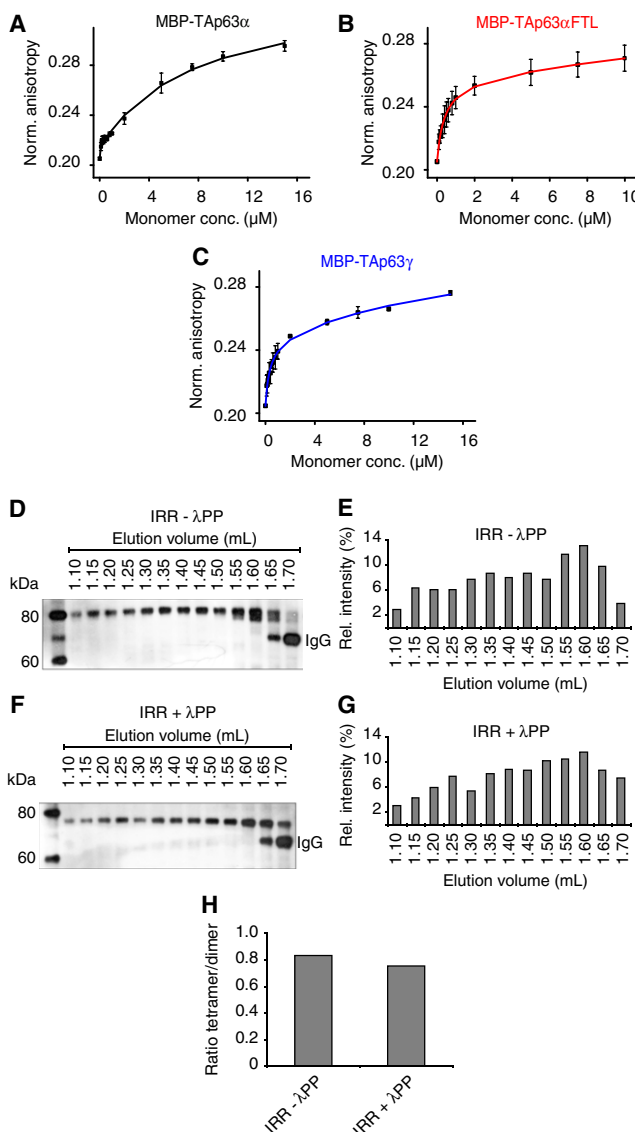 A
MBP-TAp63α
Norm. anisotropy
0.28
0.24
0.20
0 4 8 12 16
Monomer conc. (µM)
B
MBP-TAp63αFTL
Norm. anisotropy
0.28
0.24
0.20
0 2 4 6 8 10
Monomer conc. (µM)
C
MBP-TAp63γ
Norm. anisotropy
0.28
0.24
0.20
0 4 8 12 16
Monomer conc. (µM)
D
IRR - λPP
Elution volume (mL)
kDa
1.10 1.15 1.20 1.25 1.30 1.35 1.40 1.45 1.50 1.55 1.60 1.65 1.70
80
60
IgG
E
IRR - λPP
Rel. intensity (%)
14
10
6
2
1.10 1.15 1.20 1.25 1.30 1.35 1.40 1.45 1.50 1.55 1.60 1.65 1.70
Elution volume (mL)
F
IRR + λPP
Elution volume (mL)
kDa
1.10 1.15 1.20 1.25 1.30 1.35 1.40 1.45 1.50 1.55 1.60 1.65 1.70
80
60
IgG
G
IRR + λPP
Rel. intensity (%)
14
10
6
2
1.10 1.15 1.20 1.25 1.30 1.35 1.40 1.45 1.50 1.55 1.60 1.65 1.70
Elution volume (mL)
H
Ratio tetramer/dimer
1.0
0.8
0.6
0.4
0.2
0
IRR - λPP
IRR + λPP